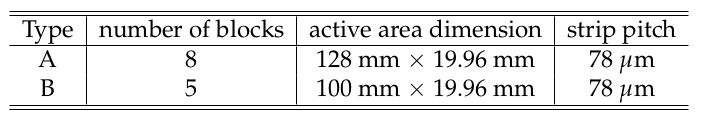 Type number of blocks active area dimension strip pitch
A 8 128 mm × 19.96 mm 78 μm
B 5 100 mm × 19.96 mm 78 μm